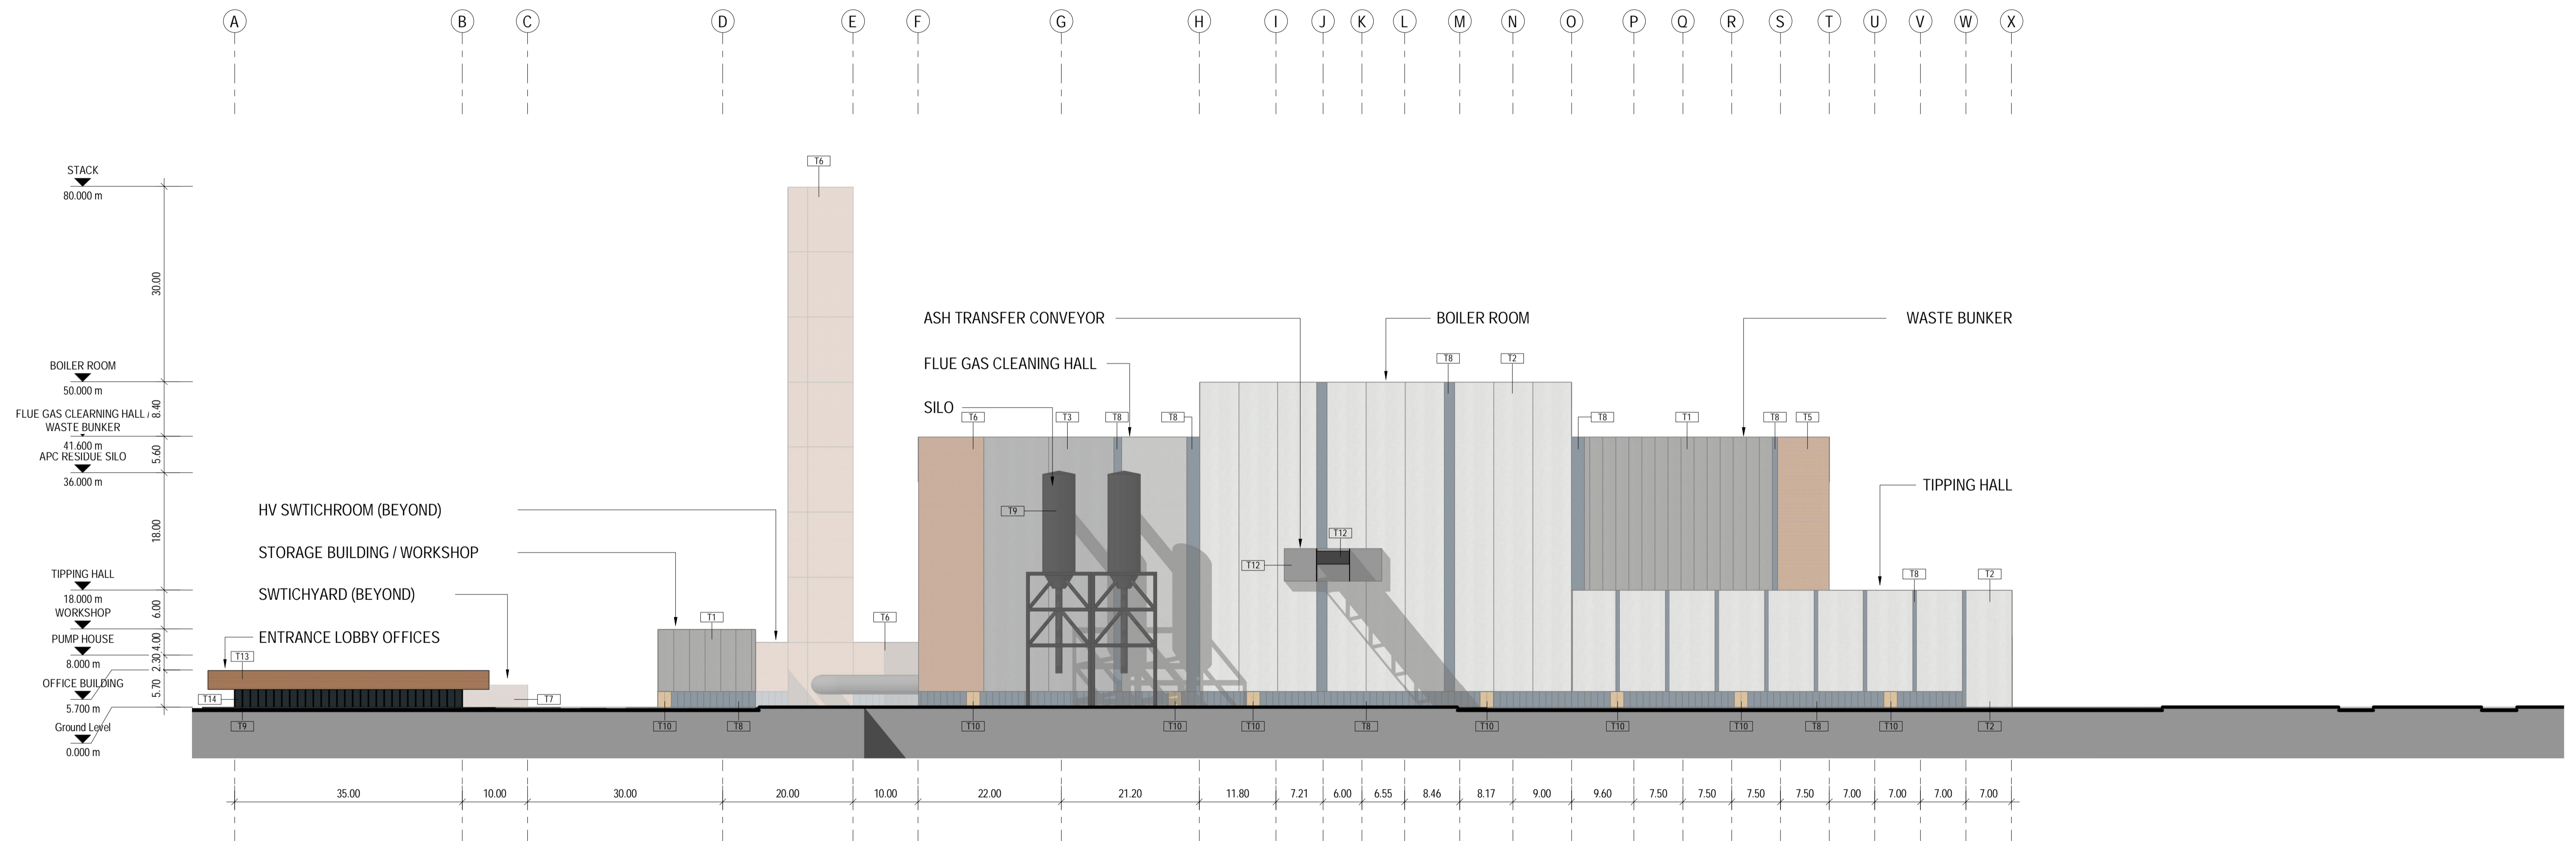 A B C D E F G H I J K L M N O P Q R S T U V W X
STACK
80.000 m
BOILER ROOM
50.000 m
FLUE GAS CLEARNING HALL /
WASTE BUNKER
41.600 m
APC RESIDUE SILO
36.000 m
TIPPING HALL
18.000 m
WORKSHOP
PUMP HOUSE
8.000 m
OFFICE BUILDING
5.700 m
Ground Level
0.000 m
30.00
8.40
5.60
18.00
6.00
4.00
2.30
5.70
T6
ASH TRANSFER CONVEYOR
BOILER ROOM
WASTE BUNKER
FLUE GAS CLEANING HALL
T8 T2
SILO
T6 T3 T8 T8 T8 T1 T8 T5
TIPPING HALL
HV SWTICHROOM (BEYOND)
T9
T12
STORAGE BUILDING / WORKSHOP
T12
T8 T2
SWTICHYARD (BEYOND)
T1 T6
ENTRANCE LOBBY OFFICES
T13
T14 T7
T9 T10 T8 T10 T10 T10 T8 T10 T10 T10 T8 T10 T2
35.00 10.00 30.00 20.00 10.00 22.00 21.20 11.80 7.21 6.00 6.55 8.46 8.17 9.00 9.60 7.50 7.50 7.50 7.50 7.00 7.00 7.00 7.00